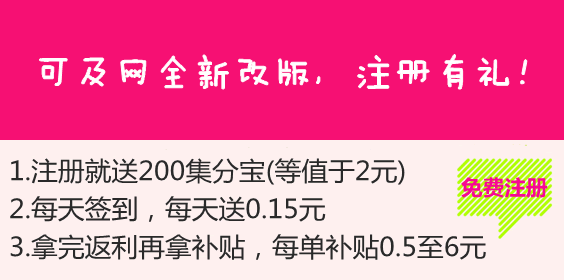 可及网全新改版，注册有礼！
1.注册就送200集分宝(等值于2元)
免费注册
2.每天签到，每天送0.15元
3.拿完返利再拿补贴，每单补贴0.5至6元